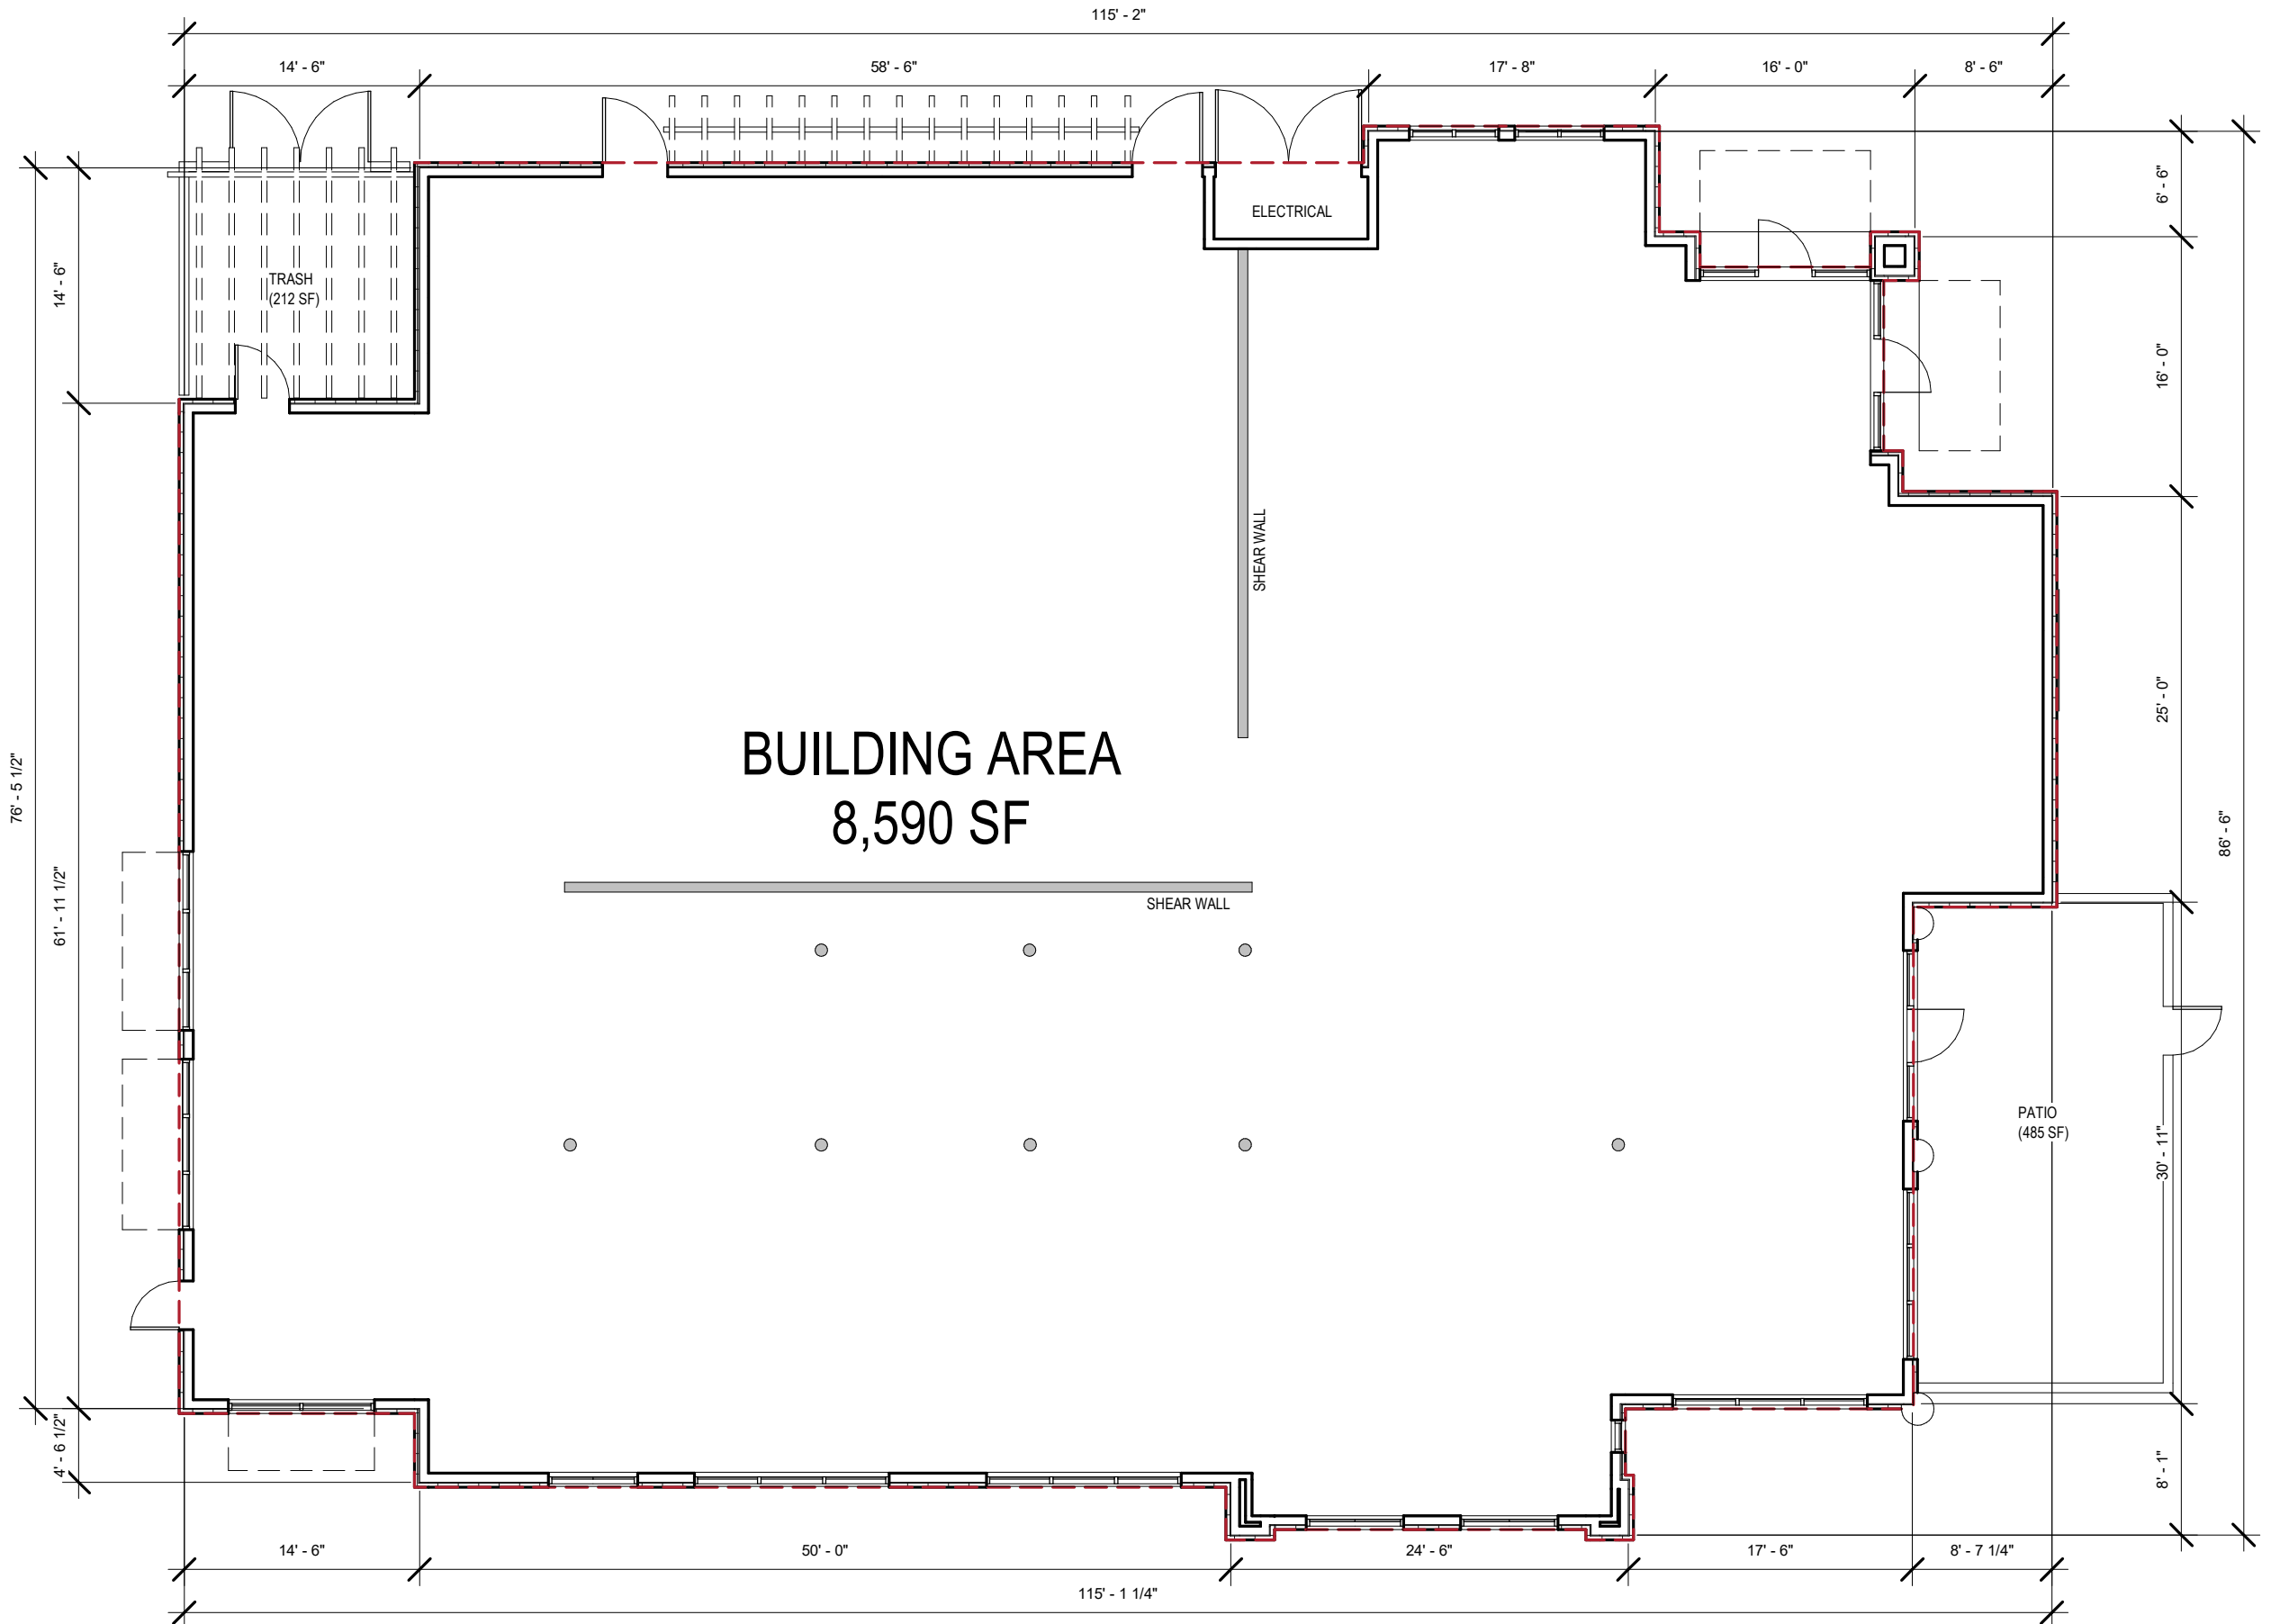 115' - 2"
14' - 6"
58' - 6"
17' - 8"
16' - 0"
8' - 6"
6' - 6"
ELECTRICAL
14' - 6"
TRASH
(212 SF)
16' - 0"
SHEAR WALL
25' - 0"
BUILDING AREA
8,590 SF
76' - 5 1/2"
86' - 6"
61' - 11 1/2"
SHEAR WALL
PATIO
(485 SF)
30' - 11"
4' - 6 1/2"
8' - 1"
14' - 6"
50' - 0"
24' - 6"
17' - 6"
8' - 7 1/4"
115' - 1 1/4"